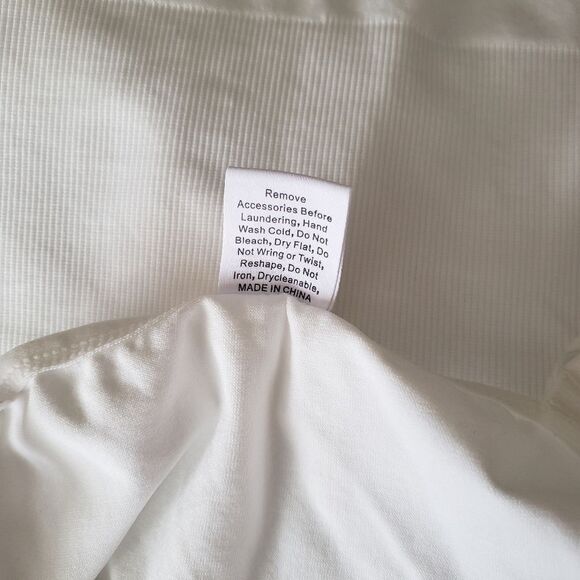 Remove
Accessories Before
Laundering, Hand
Wash Cold, Do Not
Bleach, Dry Flat, Do
Not Wring or Twist,
Reshape, Do Not
Iron, Drycleanable,
MADE IN CHINA